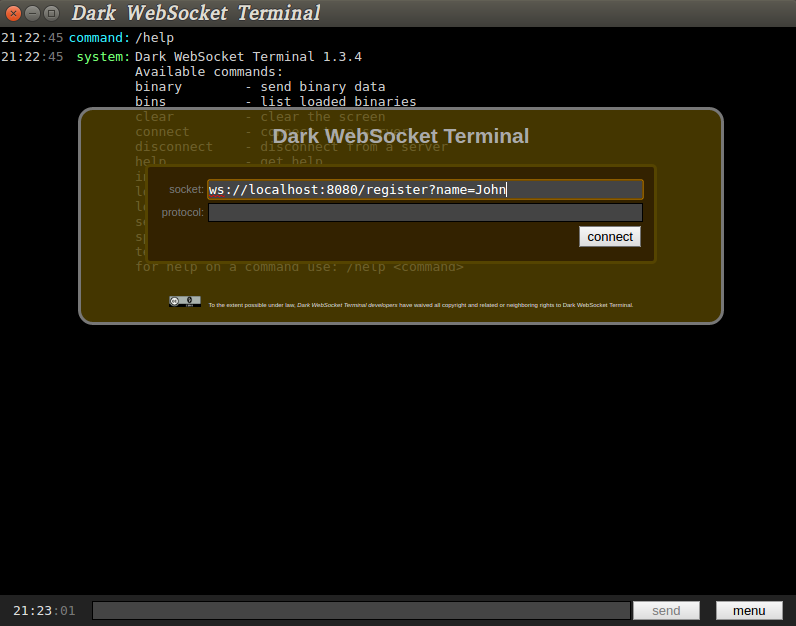 Dark WebSocket Terminal
21:22:45 command: /help
21:22:45 system: Dark WebSocket Terminal 1.3.4
Available commands:
binary - send binary data
bins - list loaded binaries
clear - clear the screen
connect
disconnect - disconnect from a server
help - get help
Dark WebSocket Terminal
socket: ws://localhost:8080/register?name=John
protocol:
connect
for help on a command use: /help <command>
To the extent possible under law, Dark WebSocket Terminal developers have waived all copyright and related or neighboring rights to Dark WebSocket Terminal.
21:23:01
send
menu